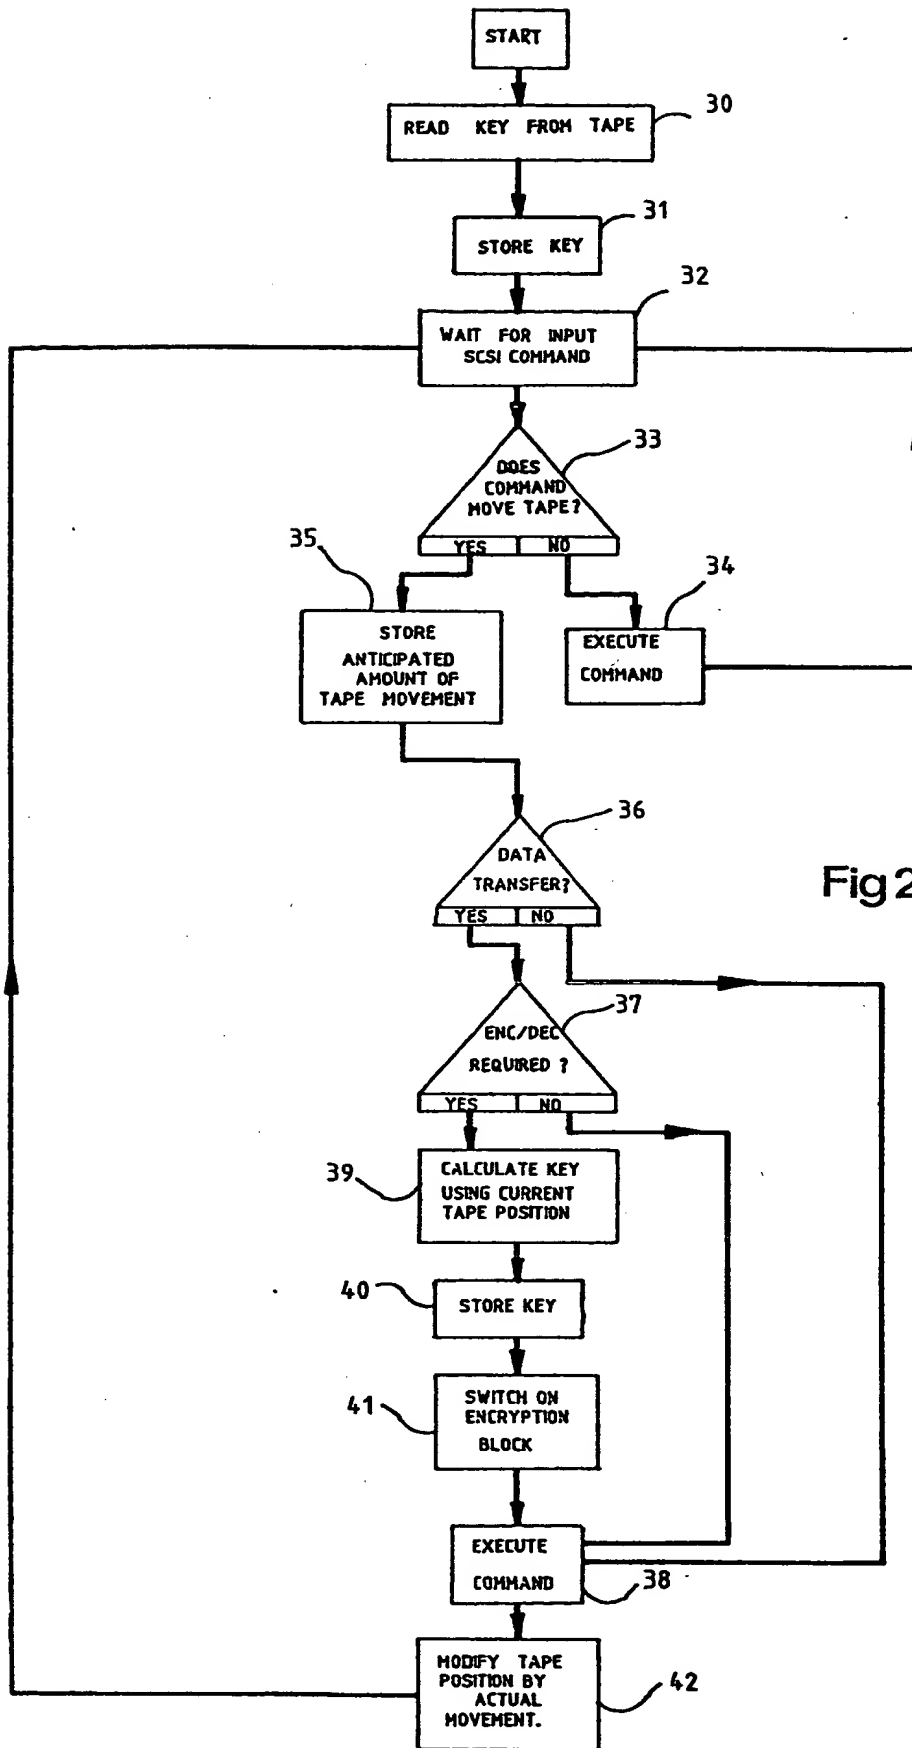 START
READ KEY FROM TAPE
30
31
STORE KEY
32
WAIT FOR INPUT
SCSI COMMAND
33
DOES
COMMAND
MOVE TAPE?
YES NO
35
34
STORE
ANTICIPATED
AMOUNT OF
TAPE MOVEMENT
EXECUTE
COMMAND
36
DATA
TRANSFER?
YES NO
Fig 2
37
ENC/DEC
REQUIRED ?
YES NO
39
CALCULATE KEY
USING CURRENT
TAPE POSITION
40
STORE KEY
41
SWITCH ON
ENCRYPTION
BLOCK
EXECUTE
COMMAND
38
MODIFY TAPE
POSITION BY
ACTUAL
MOVEMENT.
42